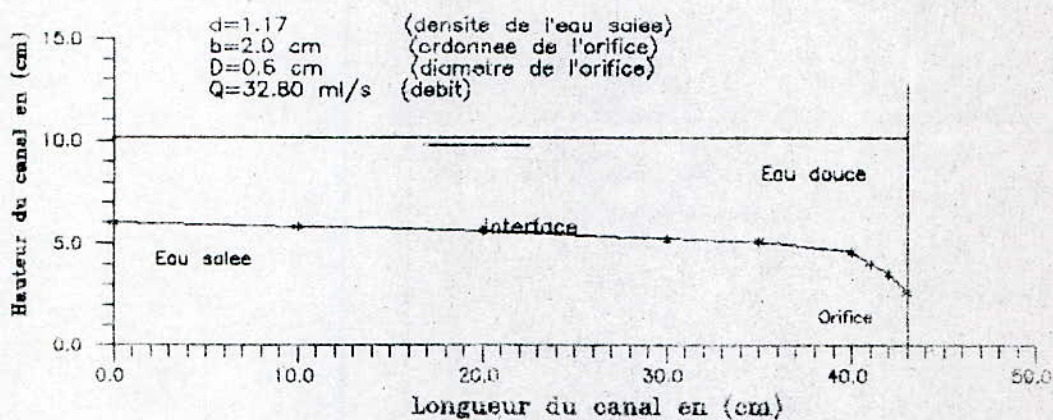 d=1.17 (densite de l'eau salee)
b=2.0 cm (ordonnee de l'orifice)
D=0.6 cm (diametre de l'orifice)
Q=32.80 ml/s (debit)
Hauteur du canal en (cm)
15.0
10.0
5.0
0.0
Eau douce
interface
Eau salee
Orifice
0.0 10.0 20.0 30.0 40.0 50.0
Longueur du canal en (cm)